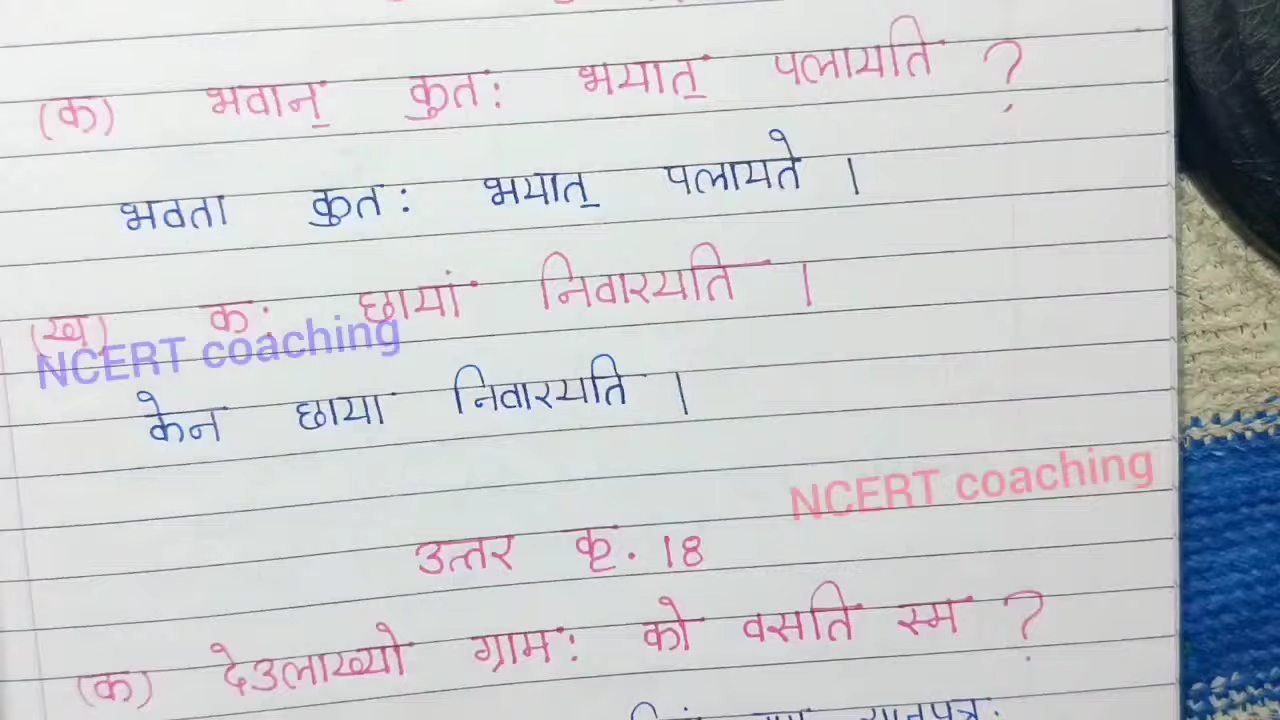 (क) भवान् कुतः भयात् पलायति ?
भवता कुतः भयात् पलायते ।
(ख) कः छायां निवारयति ।
NCERT coaching
केन छाया निवारयति ।
NCERT coaching
उत्तर कृ. 18
(क) देउलाख्यो ग्रामः को वसति स्म ?